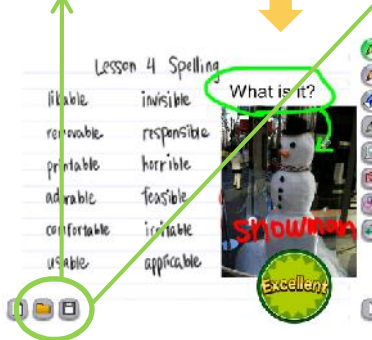 Lesson 4 Spelling
likable invisible
removable responsible
printable horrible
adorable feasible
comfortable irritable
usable applicable
What is it?
snowman
Excellent